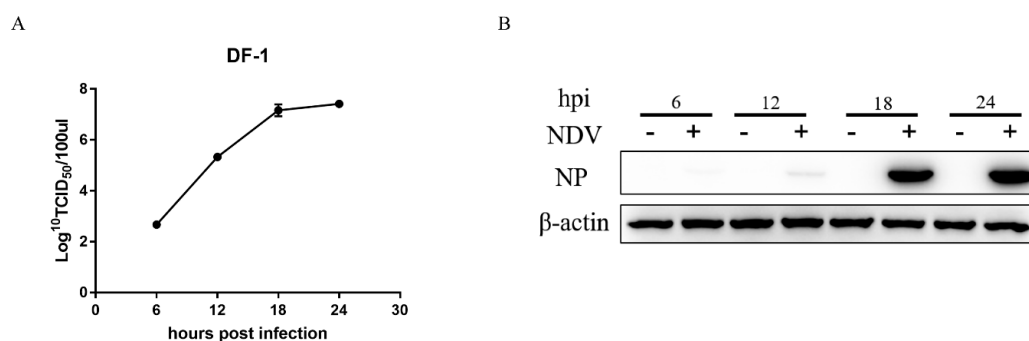 A
DF-1
8
6
4
2
0
Log¹⁰TCID₅₀/100ul
0 6 12 18 24 30
hours post infection
B
hpi 6 12 18 24
NDV - + - + - + - +
NP
β-actin